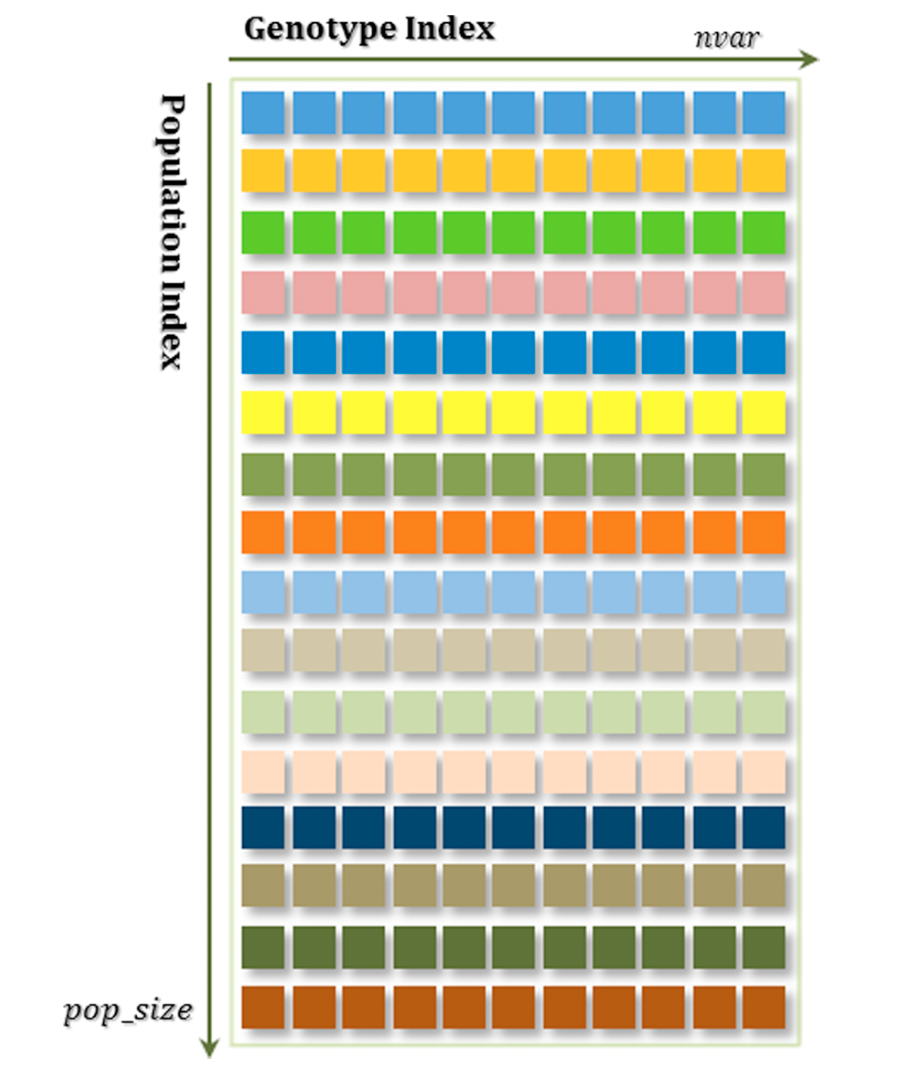 Genotype Index
nvar
Population Index
pop_size